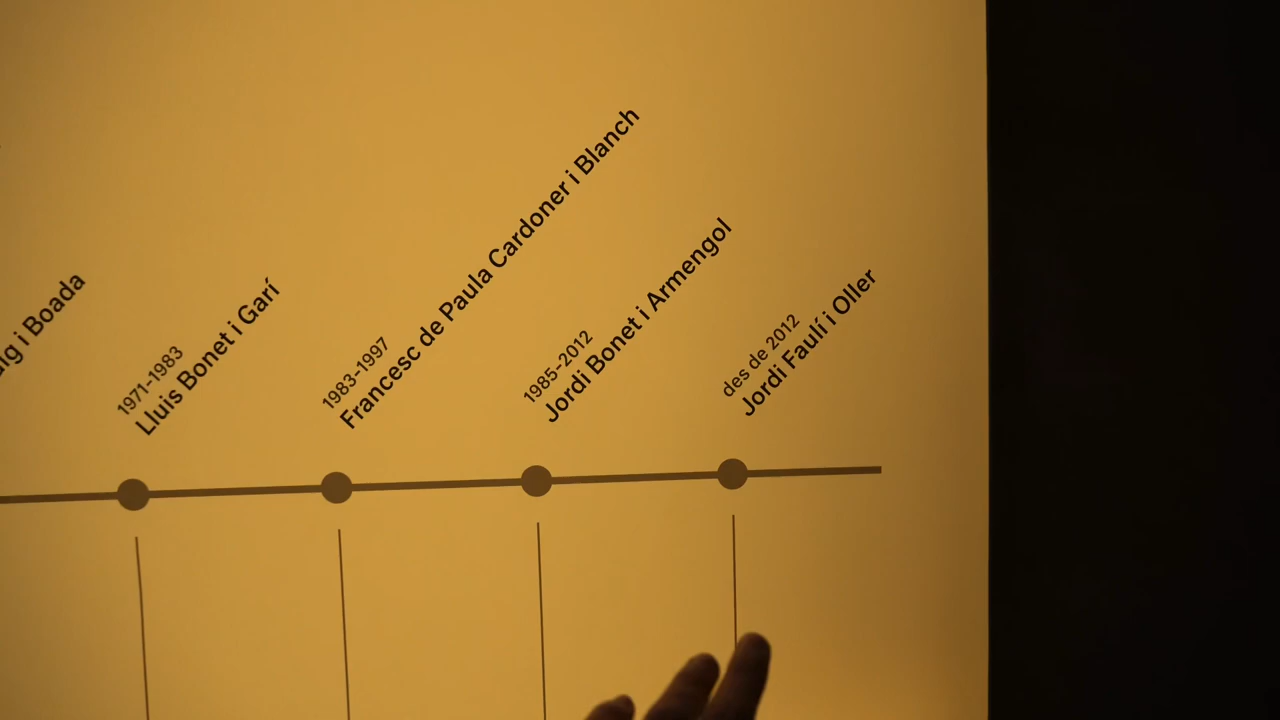 i Boada
1971-1983
Lluis Bonet i Garí
1983-1997
Francesc de Paula Cardoner i Blanch
1985-2012
Jordi Bonet i Armengol
des de 2012
Jordi Faulí i Oller